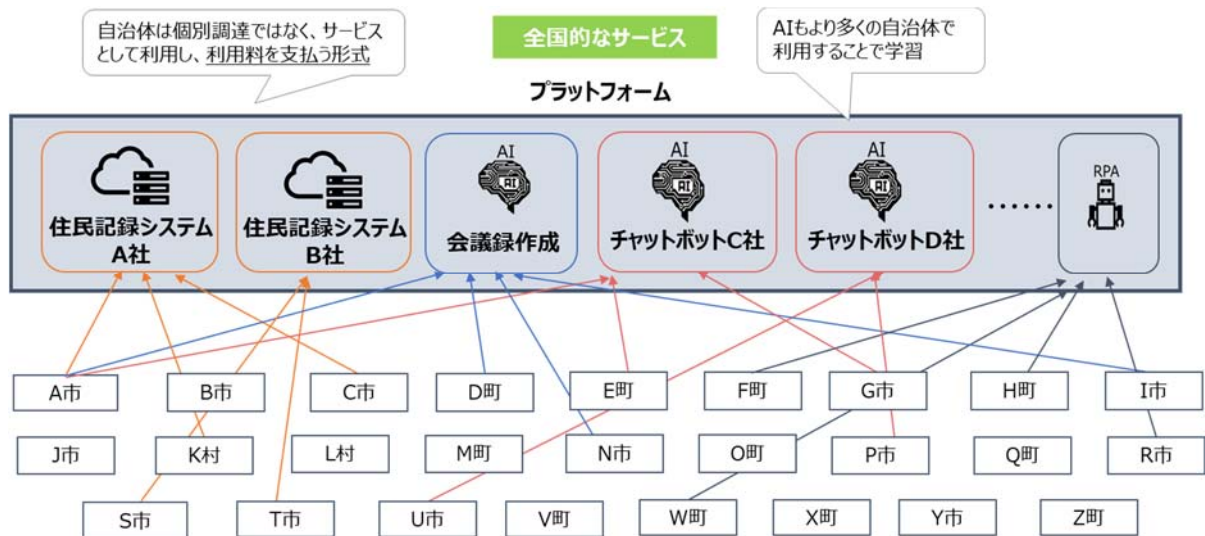 自治体は個別調達ではなく、サービス
として利用し、利用料を支払う形式
全国的なサービス
AIもより多くの自治体で
利用することで学習
プラットフォーム
住民記録システム
A社
住民記録システム
B社
AI
AI
会議録作成
AI
AI
チャットボットC社
AI
AI
チャットボットD社
……
RPA
A市
B市
C市
D町
E町
F町
G市
H町
I市
J市
K村
L村
M町
N市
O町
P市
Q町
R市
S市
T市
U市
V町
W町
X町
Y市
Z町